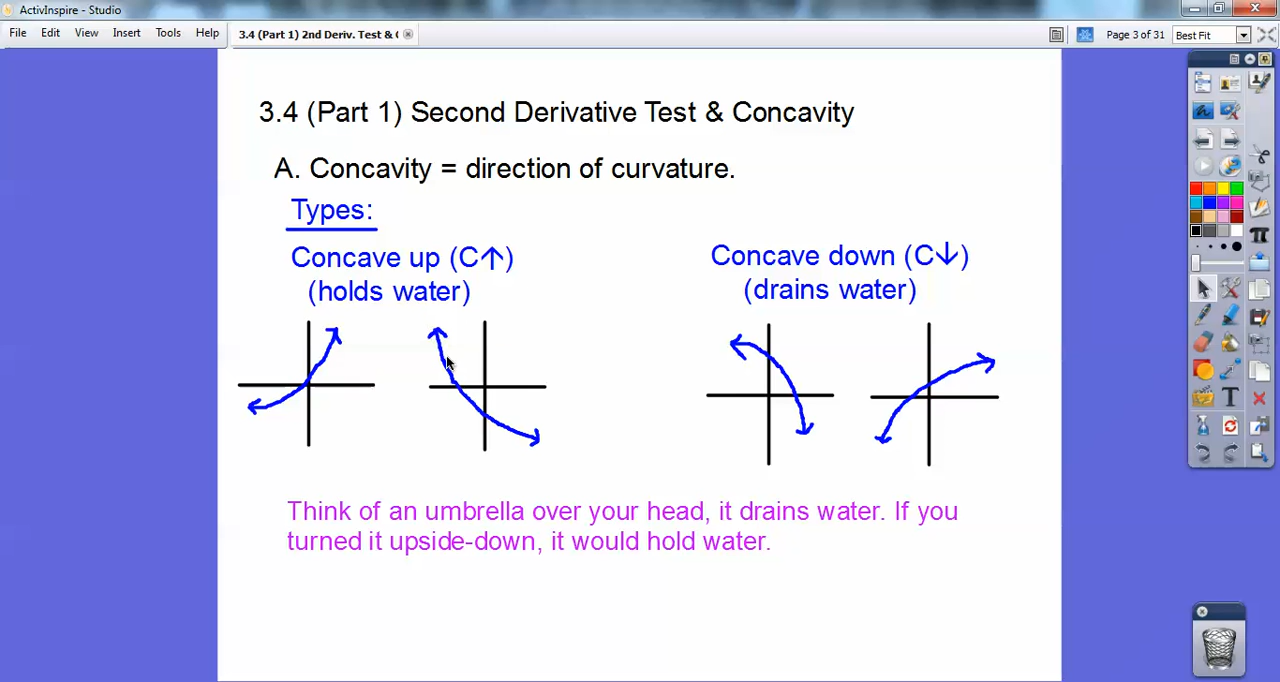 ActivInspire - Studio
File Edit View Insert Tools Help
3.4 (Part 1) 2nd Deriv. Test & (
Page 3 of 31
Best Fit
3.4 (Part 1) Second Derivative Test & Concavity
A. Concavity = direction of curvature.
Types:
Concave up (C↑)
(holds water)
Concave down (C↓)
(drains water)
Think of an umbrella over your head, it drains water. If you
turned it upside-down, it would hold water.